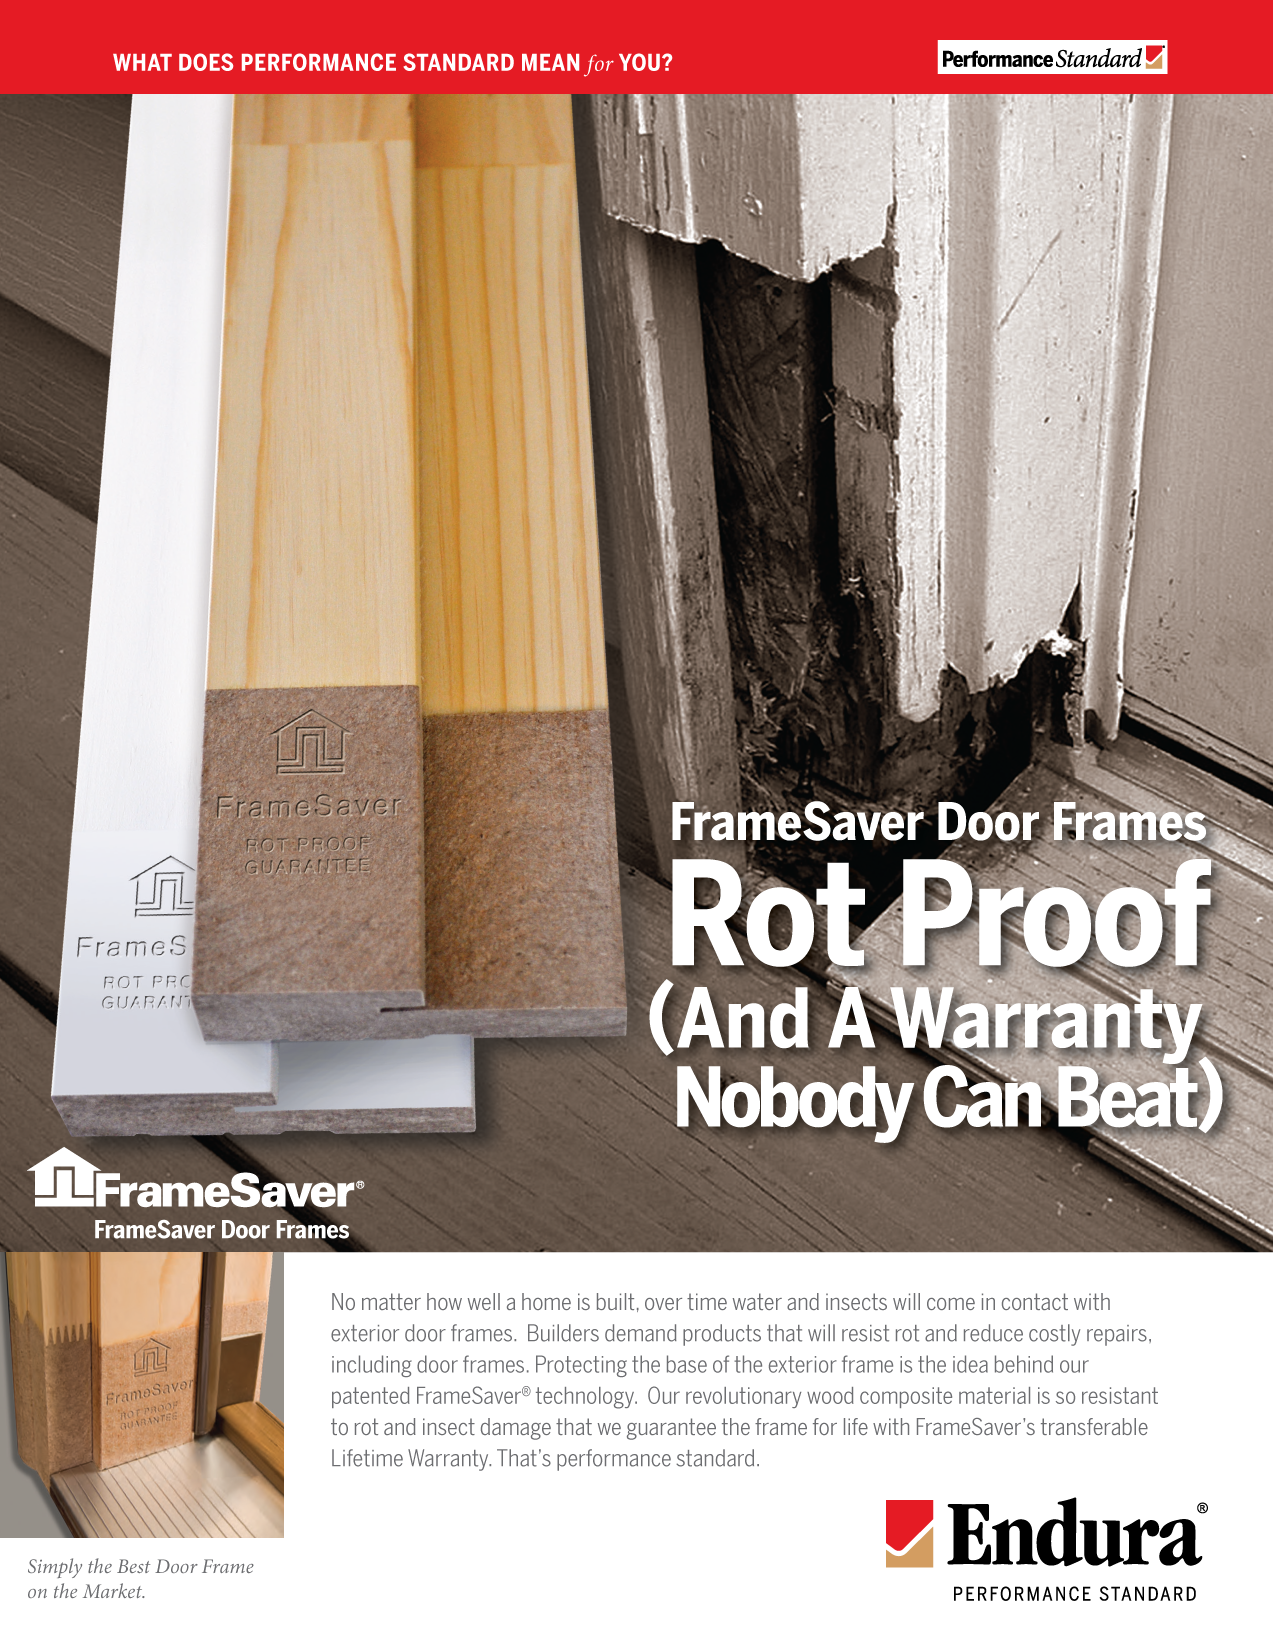 WHAT DOES PERFORMANCE STANDARD MEAN for YOU?
PerformanceStandard
FrameSaver
ROT PROOF
GUARANTEE
FrameS
ROT PRO
GUARANT
FrameSaver Door Frames
Rot Proof
(And A Warranty
Nobody Can Beat)
FrameSaver®
FrameSaver Door Frames
FrameSaver
ROT PROOF
GUARANTEE
No matter how well a home is built, over time water and insects will come in contact with
exterior door frames. Builders demand products that will resist rot and reduce costly repairs,
including door frames. Protecting the base of the exterior frame is the idea behind our
patented FrameSaver® technology. Our revolutionary wood composite material is so resistant
to rot and insect damage that we guarantee the frame for life with FrameSaver's transferable
Lifetime Warranty. That's performance standard.
Simply the Best Door Frame
on the Market.
Endura®
PERFORMANCE STANDARD